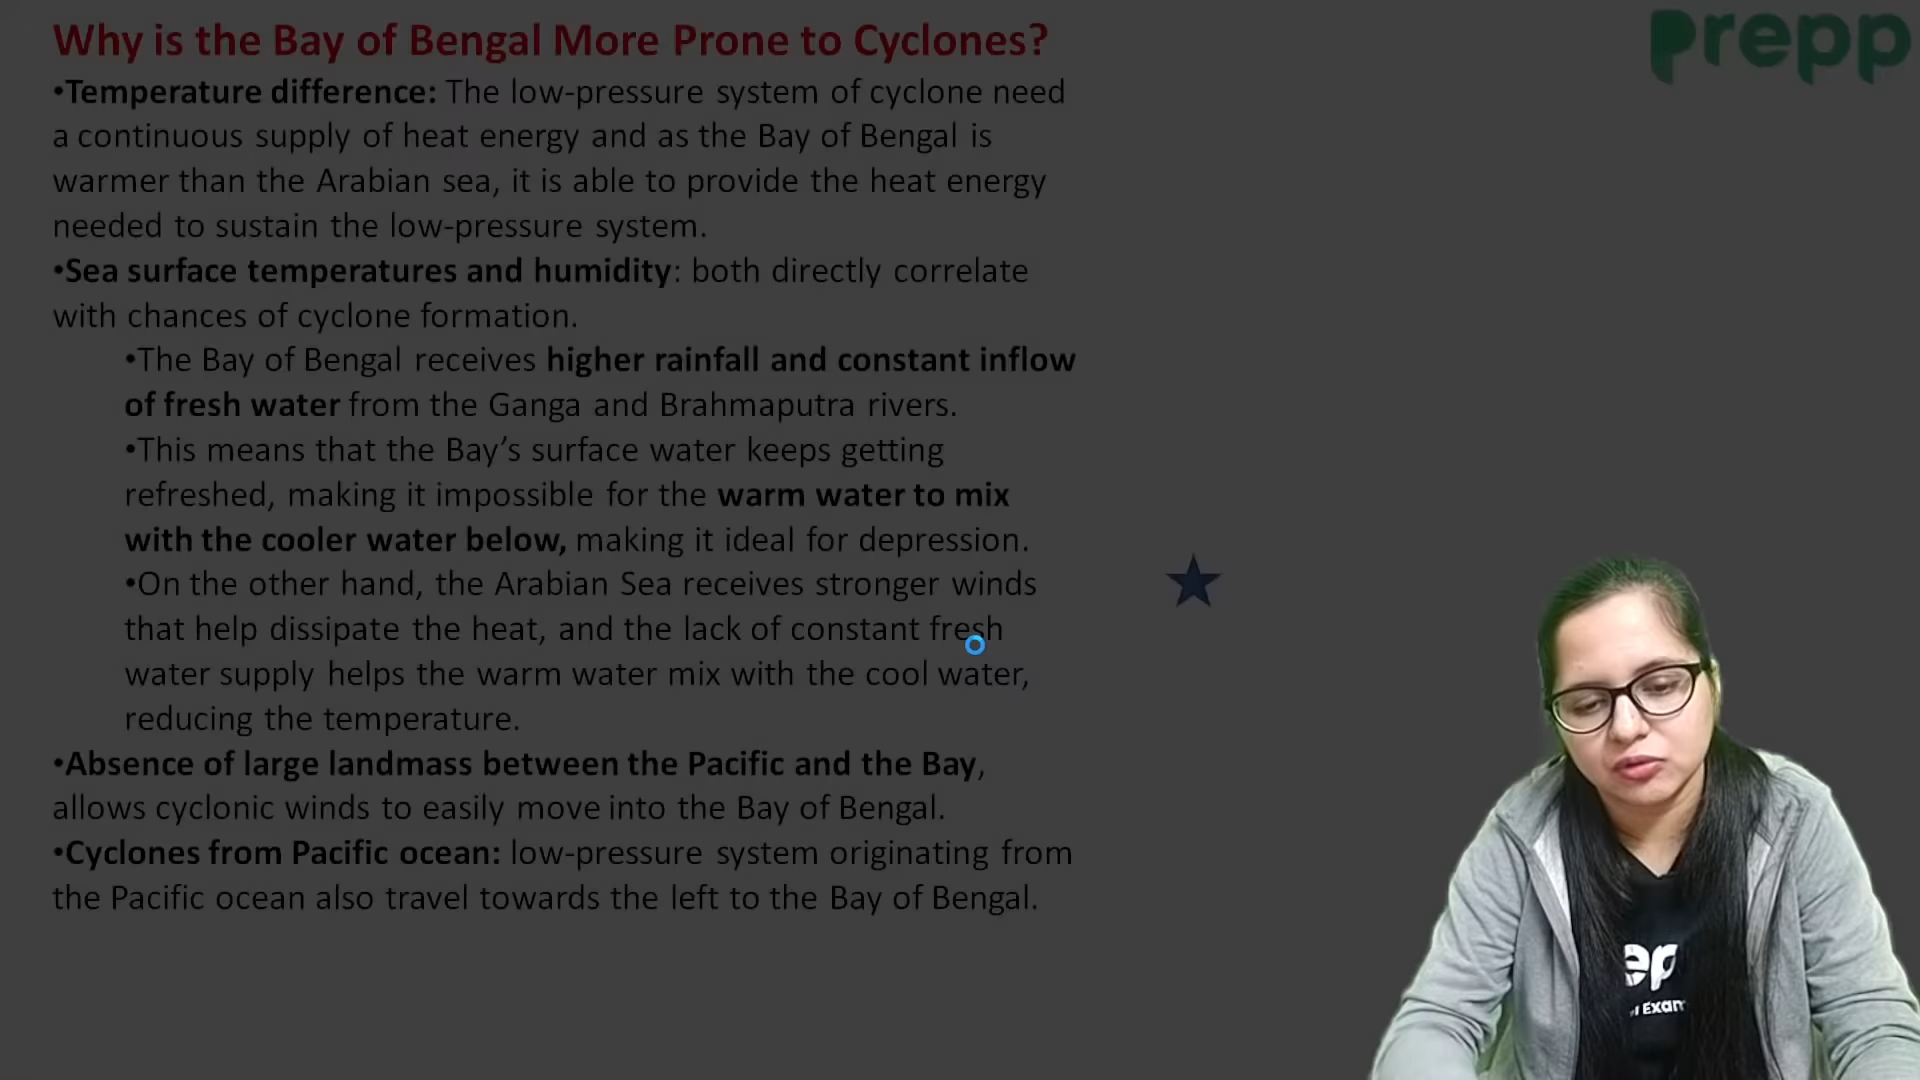 Why is the Bay of Bengal More Prone to Cyclones?
prepp
•Temperature difference: The low-pressure system of cyclone need
a continuous supply of heat energy and as the Bay of Bengal is
warmer than the Arabian sea, it is able to provide the heat energy
needed to sustain the low-pressure system.
•Sea surface temperatures and humidity: both directly correlate
with chances of cyclone formation.
•The Bay of Bengal receives higher rainfall and constant inflow
of fresh water from the Ganga and Brahmaputra rivers.
•This means that the Bay’s surface water keeps getting
refreshed, making it impossible for the warm water to mix
with the cooler water below, making it ideal for depression.
•On the other hand, the Arabian Sea receives stronger winds
that help dissipate the heat, and the lack of constant fresh
water supply helps the warm water mix with the cool water,
reducing the temperature.
•Absence of large landmass between the Pacific and the Bay,
allows cyclonic winds to easily move into the Bay of Bengal.
•Cyclones from Pacific ocean: low-pressure system originating from
the Pacific ocean also travel towards the left to the Bay of Bengal.